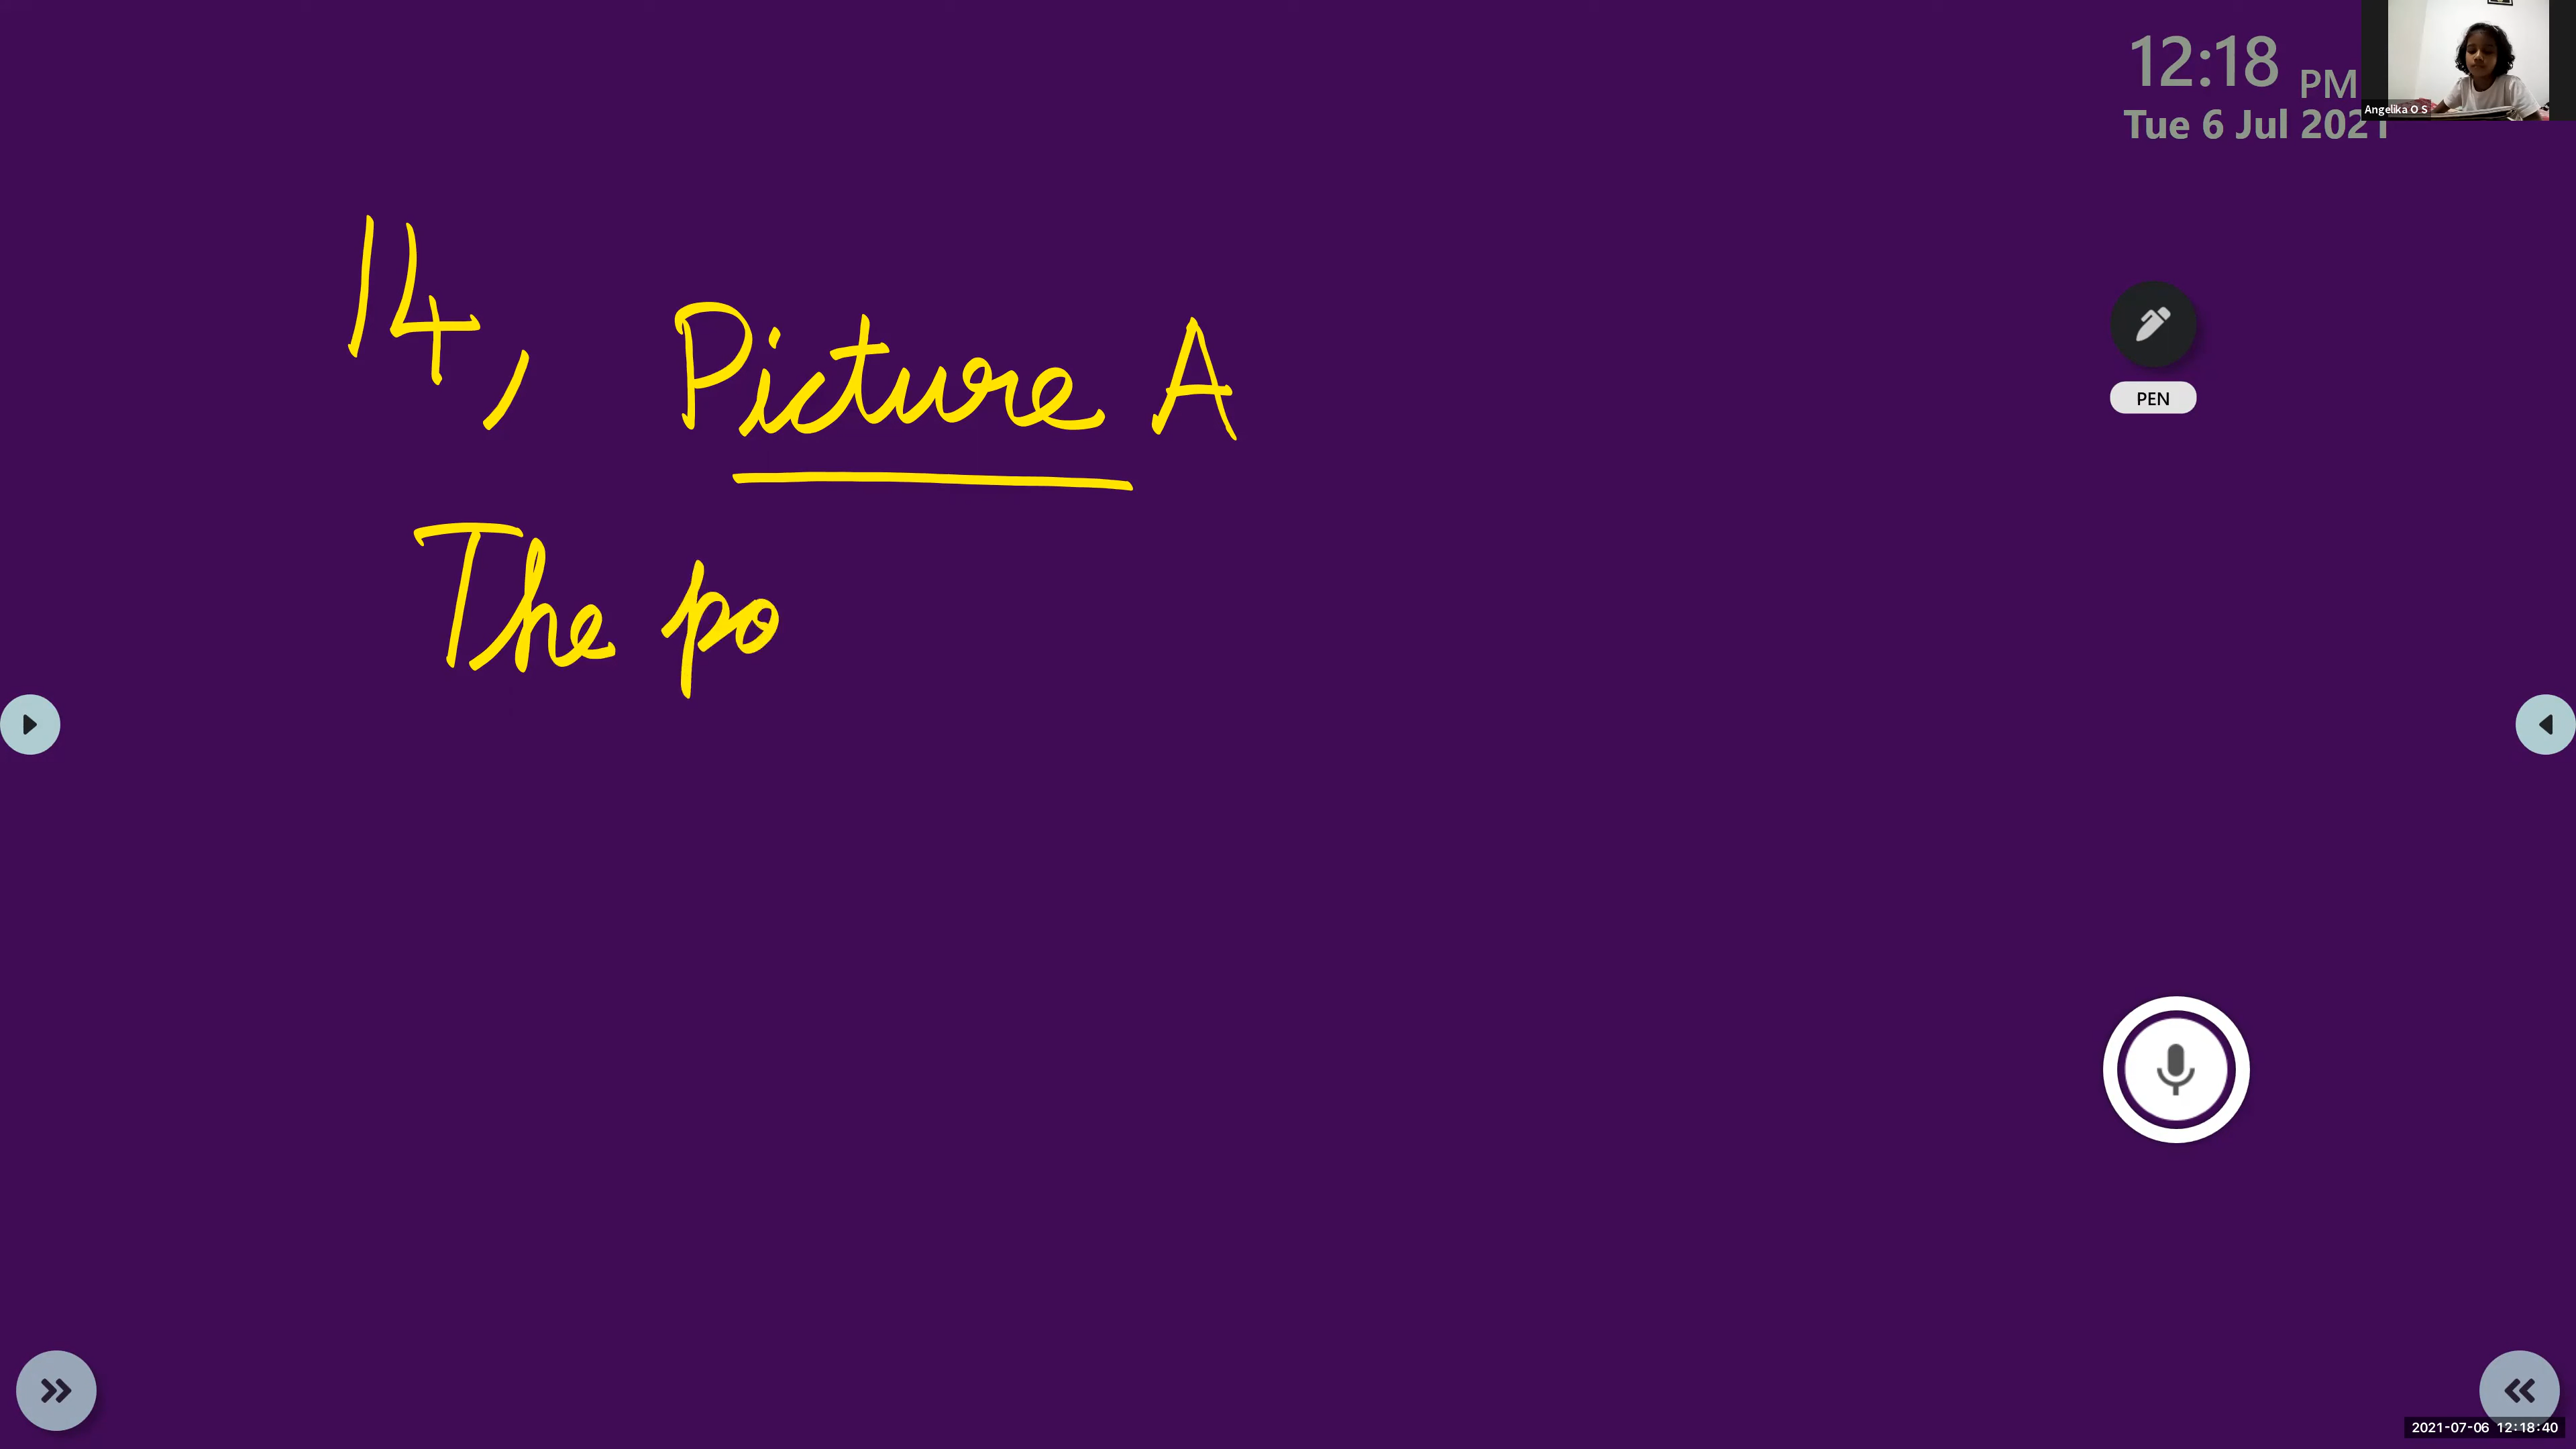 12:18 PM
Tue 6 Jul 2021
Angelika O S
14, Picture A
PEN
The po
2021-07-06 12:18:40